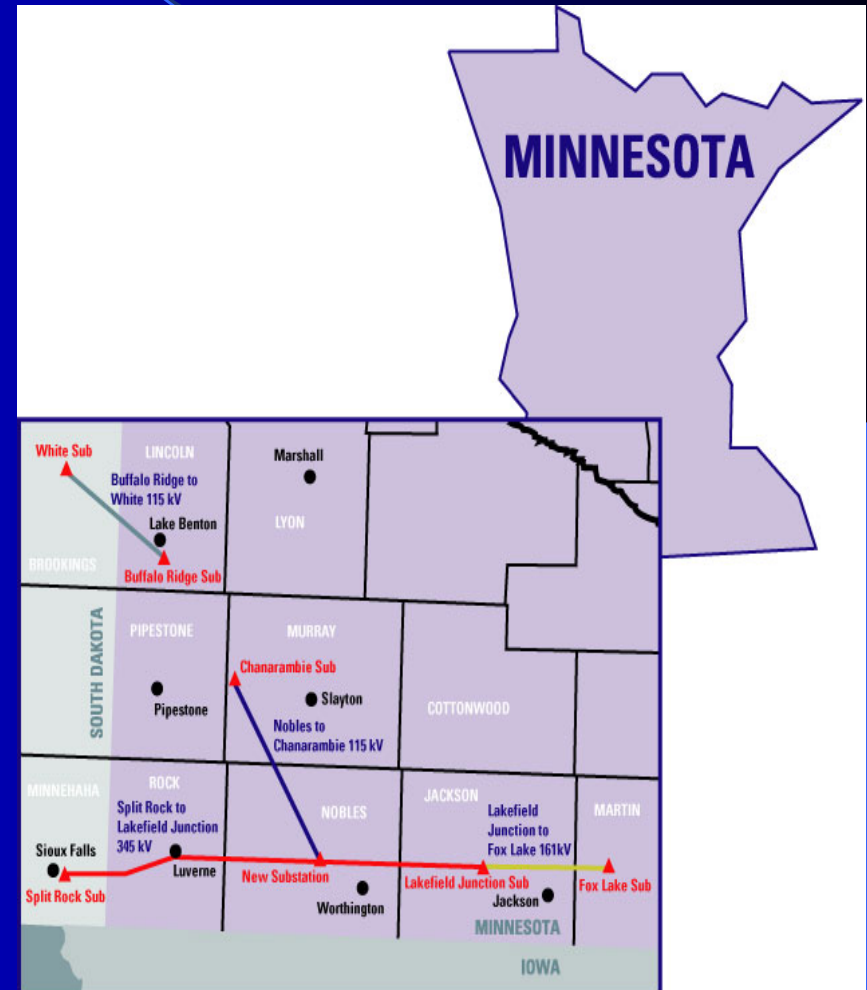 MINNESOTA
White Sub
LINCOLN
Marshall
Buffalo Ridge to
White 115 kV
Lake Benton
LYON
BROOKINGS
Buffalo Ridge Sub
SOUTH DAKOTA
PIPESTONE
MURRAY
Chanarambie Sub
Pipestone
Slayton
COTTONWOOD
Nobles to
Chanarambie 115 kV
MINNEHAHA
ROCK
Split Rock to
Lakefield Junction
345 kV
NOBLES
JACKSON
Lakefield
Junction to
Fox Lake 161kV
MARTIN
Sioux Falls
Split Rock Sub
Luverne
New Substation
Worthington
Lakefield Junction Sub
Jackson
Fox Lake Sub
MINNESOTA
IOWA